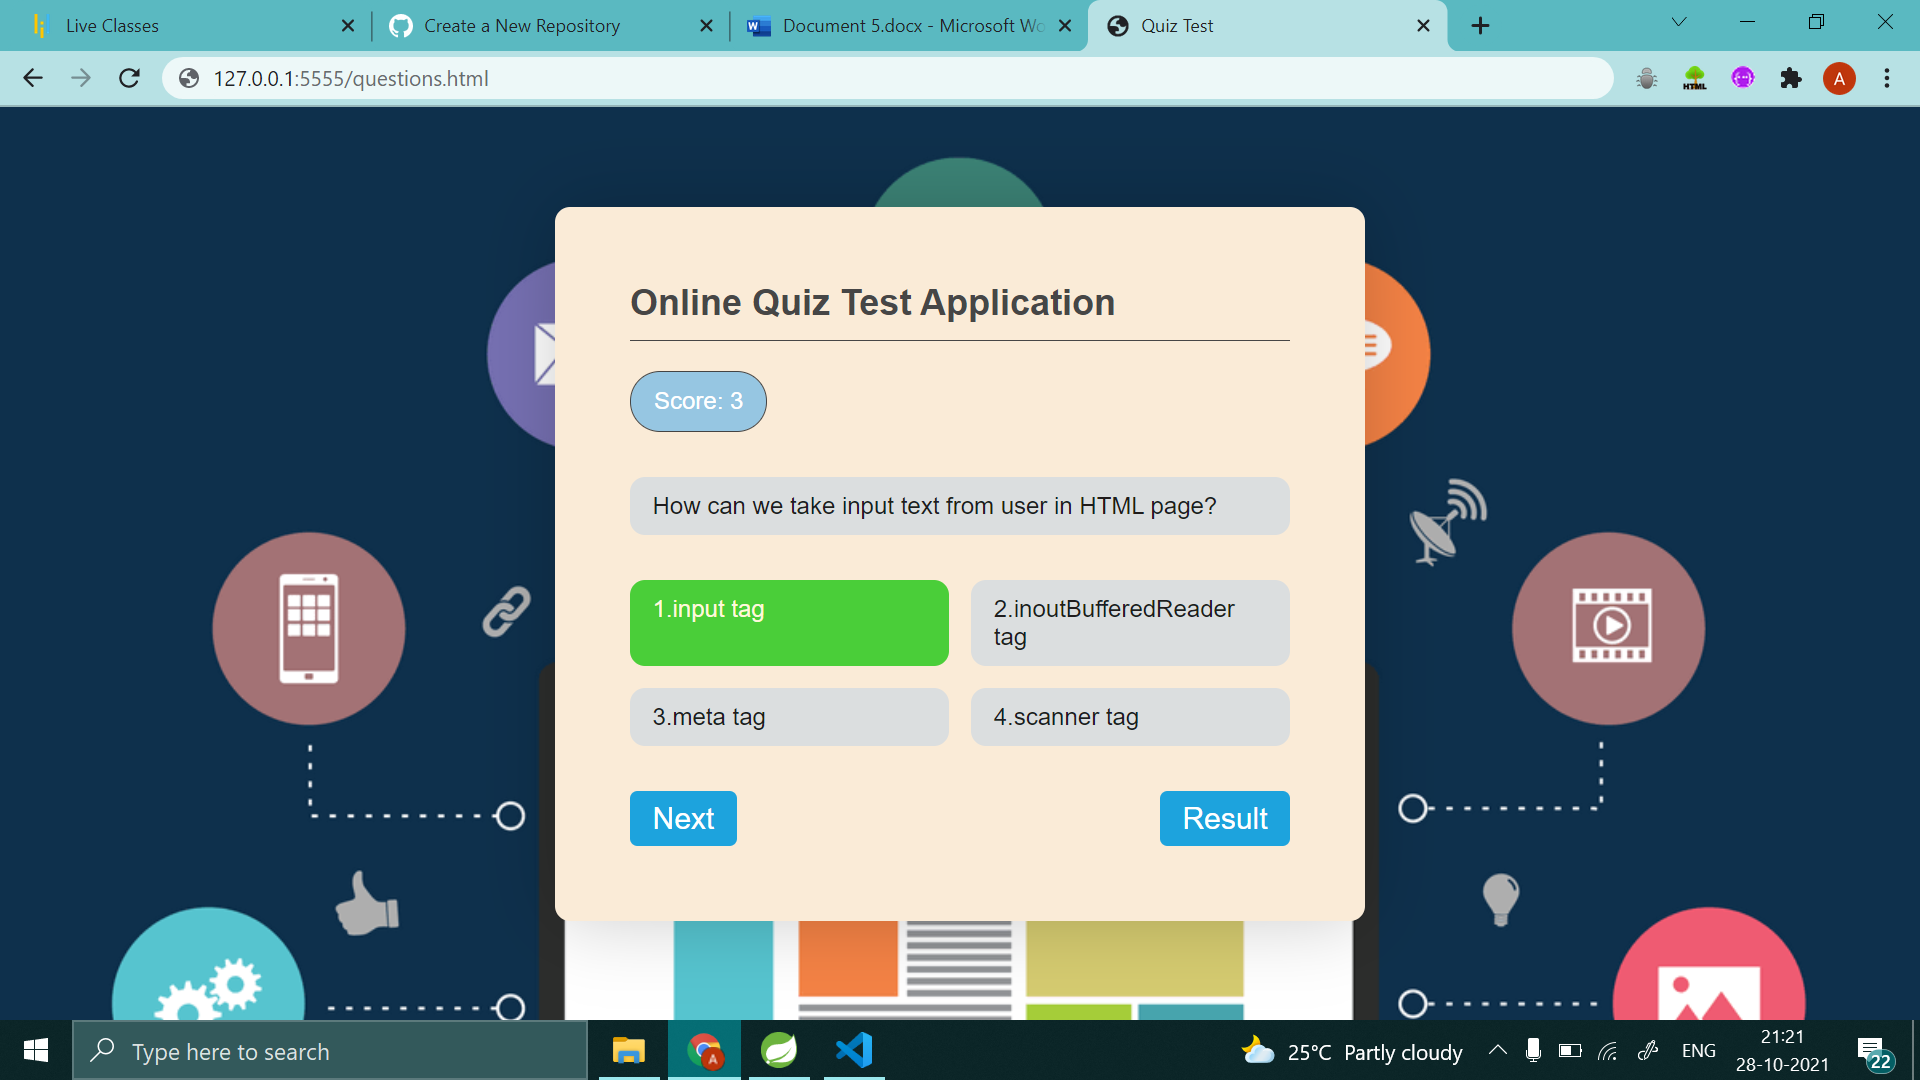 Live Classes
Create a New Repository
Document 5.docx - Microsoft Wo
Quiz Test
127.0.0.1:5555/questions.html
HTML
A
Online Quiz Test Application
Score: 3
How can we take input text from user in HTML page?
1.input tag
2.inoutBufferedReader
tag
3.meta tag
4.scanner tag
Next
Result
Type here to search
A
25°C Partly cloudy
ENG
21:21
28-10-2021
22